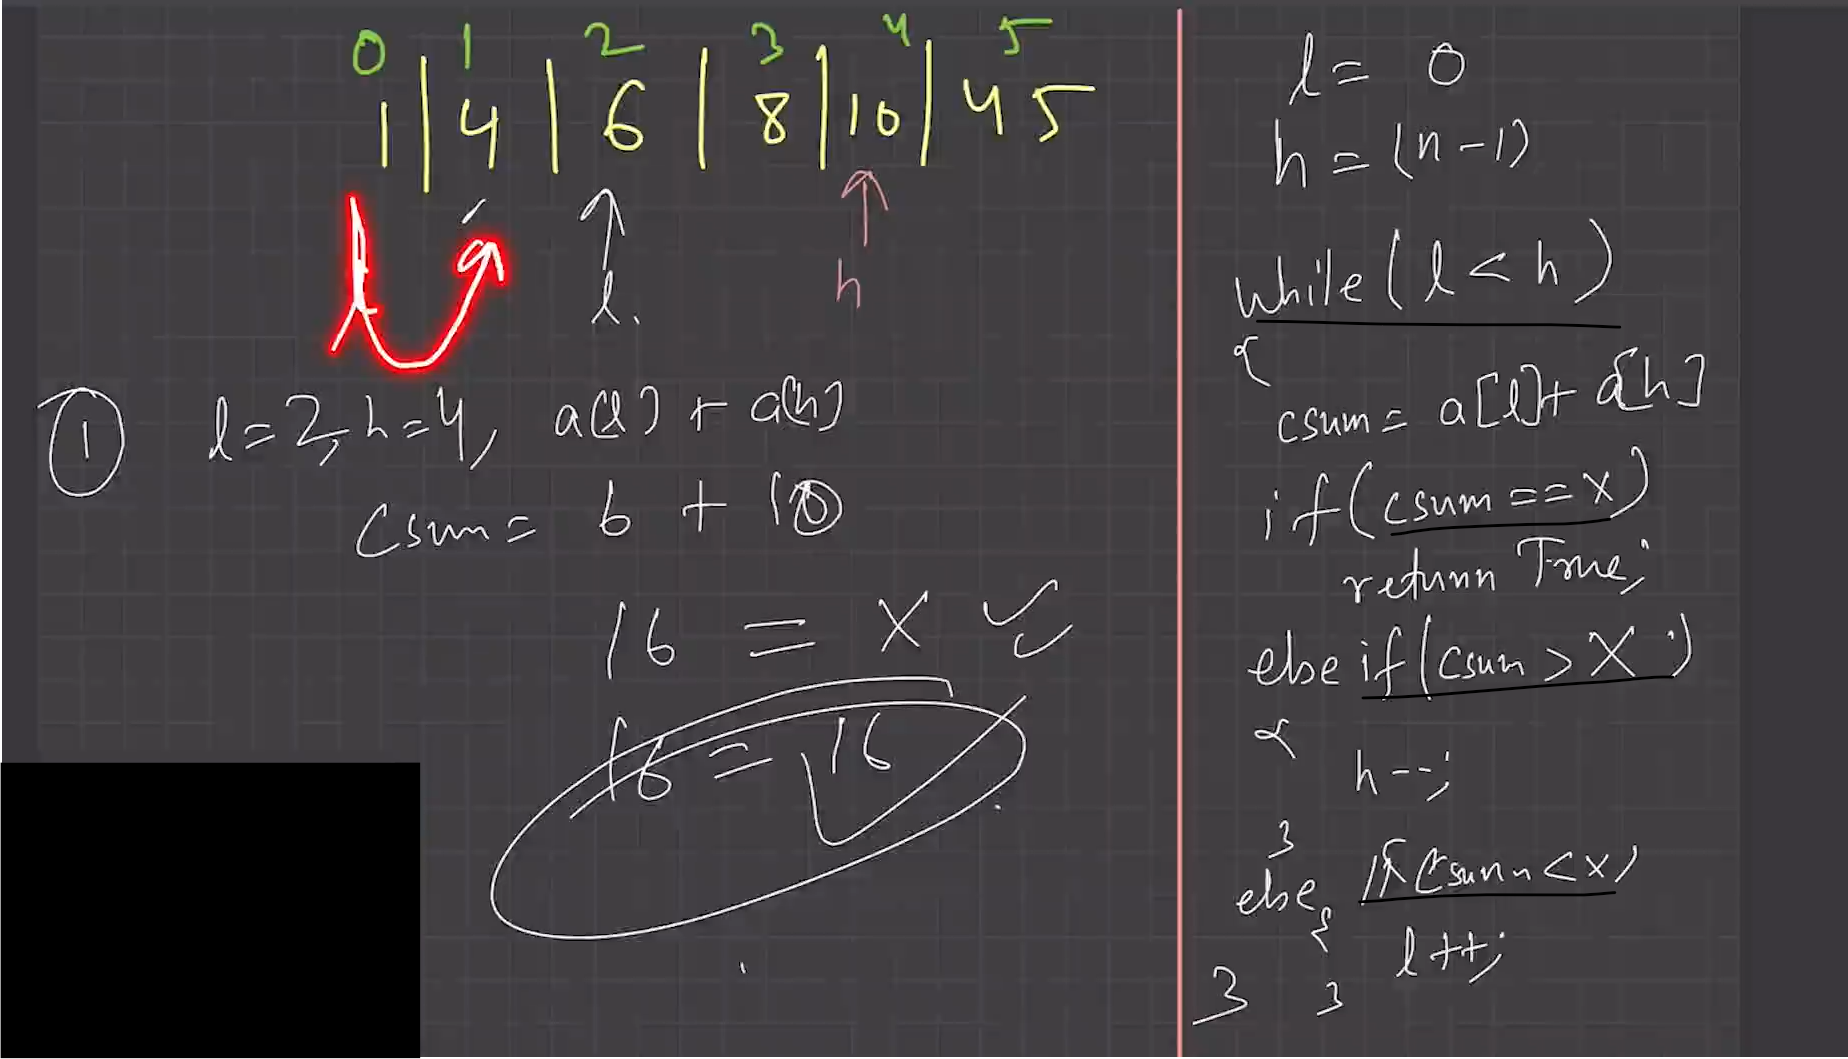 0 1 2 3 4 5
1 | 4 | 6 | 8 | 10 | 45
l
l.
h
① l=2, h=4, a[l] + a[h]
Csum = 6 + 10
16 = X
16 = 16
l = 0
h = (n-1)
while (l < h)
{
csum = a[l] + a[h]
if (csum == X)
return True;
else if (csum > X)
{
h--;
}
else // csum < X
{
l++;
}
}